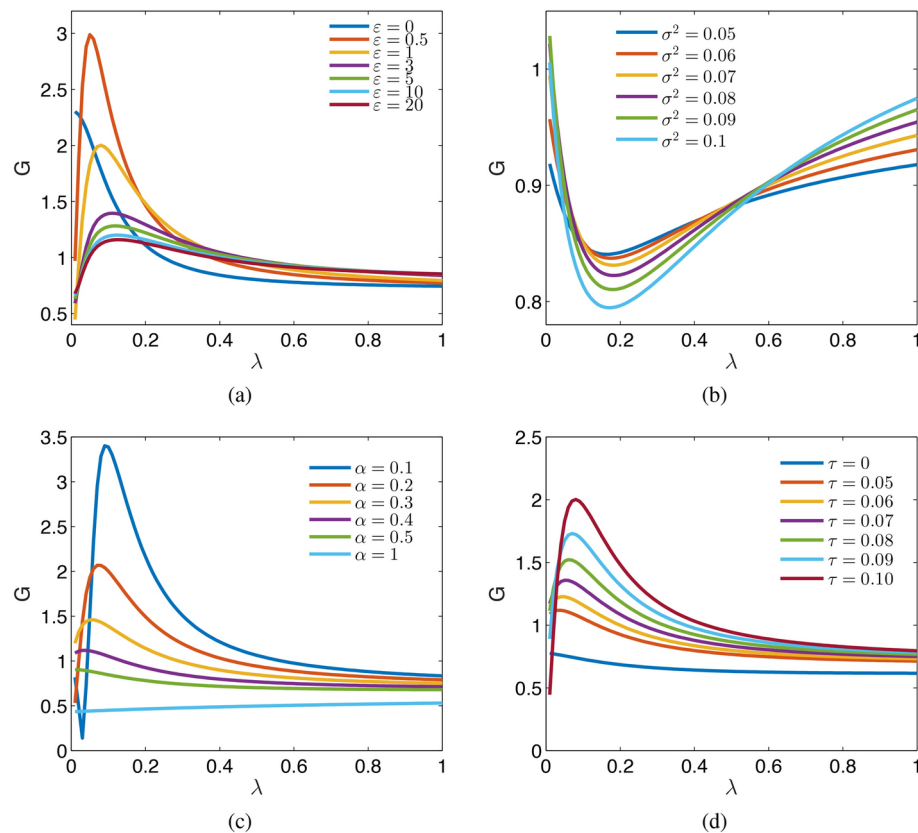 G
3
2.5
2
1.5
1
0.5
0
0.2
0.4
0.6
0.8
1
λ
ε = 0
ε = 0.5
ε = 1
ε = 3
ε = 5
ε = 10
ε = 20
(a)
G
1
0.9
0.8
0
0.2
0.4
0.6
0.8
1
λ
σ² = 0.05
σ² = 0.06
σ² = 0.07
σ² = 0.08
σ² = 0.09
σ² = 0.1
(b)
G
3.5
3
2.5
2
1.5
1
0.5
0
0
0.2
0.4
0.6
0.8
1
λ
α = 0.1
α = 0.2
α = 0.3
α = 0.4
α = 0.5
α = 1
(c)
G
2.5
2
1.5
1
0.5
0
0
0.2
0.4
0.6
0.8
1
λ
τ = 0
τ = 0.05
τ = 0.06
τ = 0.07
τ = 0.08
τ = 0.09
τ = 0.10
(d)